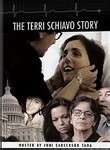 THE TERRI SCHIAVO STORY
HOSTED BY JONI EARECKSON TADA